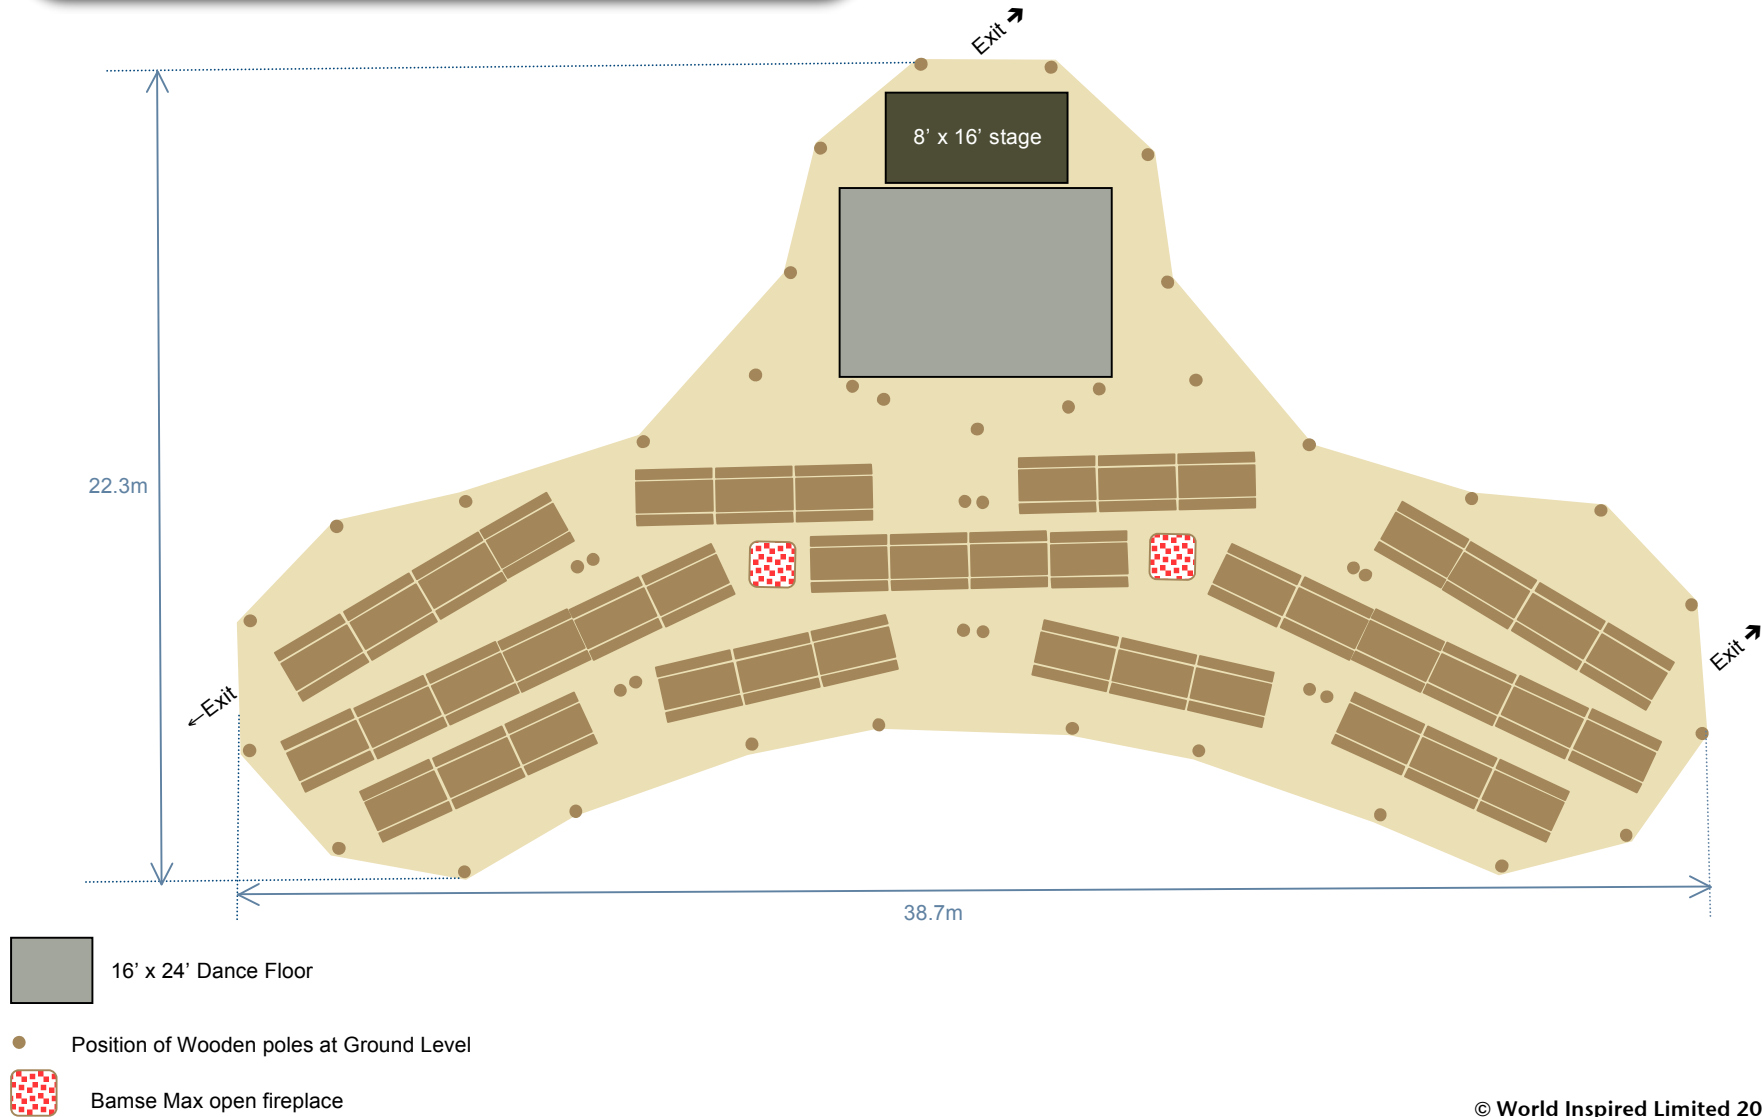 Exit ➔
8’ x 16’ stage
22.3m
←Exit
Exit ➔
38.7m
16’ x 24’ Dance Floor
Position of Wooden poles at Ground Level
Bamse Max open fireplace
© World Inspired Limited 20